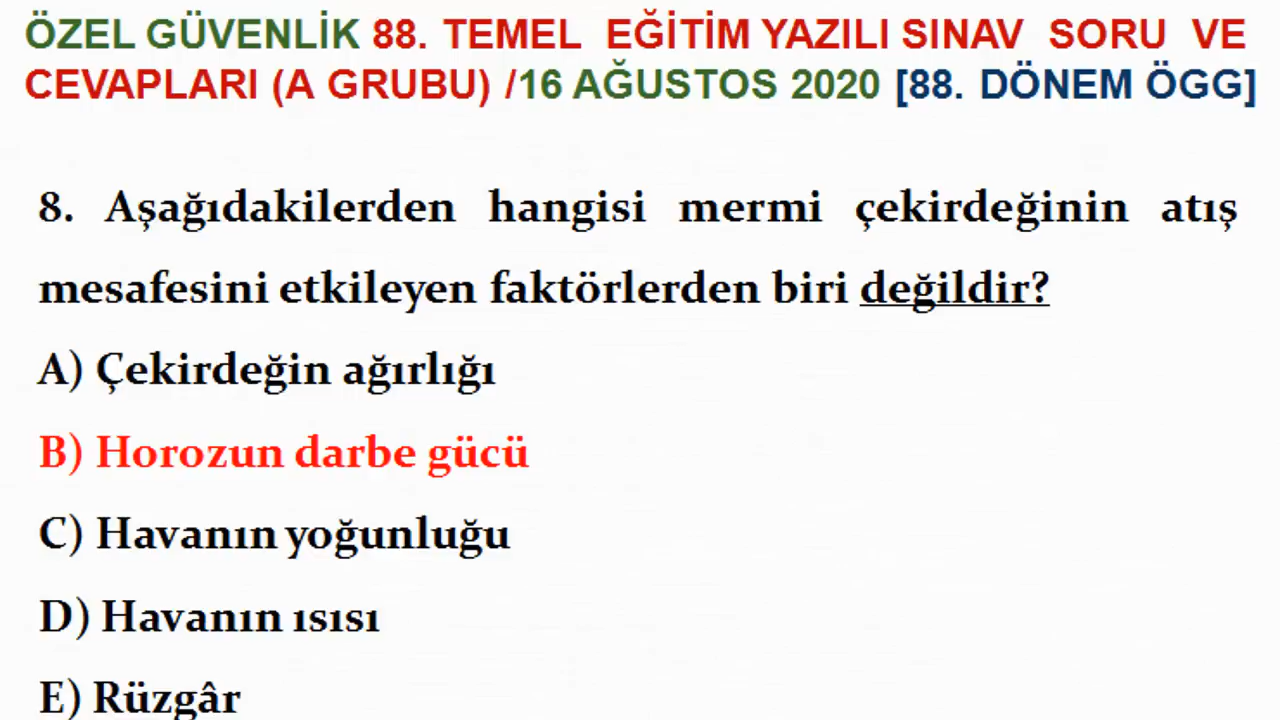 ÖZEL GÜVENLİK 88. TEMEL EĞİTİM YAZILI SINAV SORU VE
CEVAPLARI (A GRUBU) /16 AĞUSTOS 2020 [88. DÖNEM ÖGG]
8. Aşağıdakilerden hangisi mermi çekirdeğinin atış
mesafesini etkileyen faktörlerden biri değildir?
A) Çekirdeğin ağırlığı
B) Horozun darbe gücü
C) Havanın yoğunluğu
D) Havanın ısısı
E) Rüzgâr